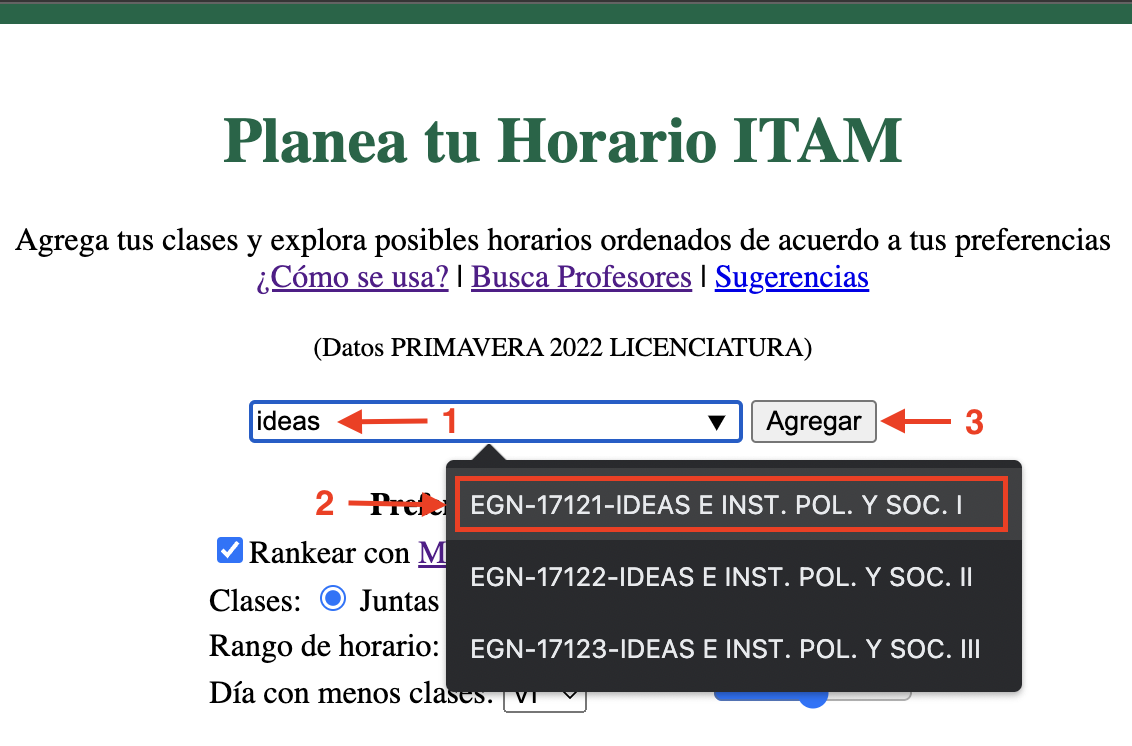 Planea tu Horario ITAM
Agrega tus clases y explora posibles horarios ordenados de acuerdo a tus preferencias
¿Cómo se usa? | Busca Profesores | Sugerencias
(Datos PRIMAVERA 2022 LICENCIATURA)
ideas 1 ▼ Agregar 3
2 EGN-17121-IDEAS E INST. POL. Y SOC. I
Rankear con
EGN-17122-IDEAS E INST. POL. Y SOC. II
Clases: Juntas
Rango de horario: EGN-17123-IDEAS E INST. POL. Y SOC. III
Día con menos clases: Vi